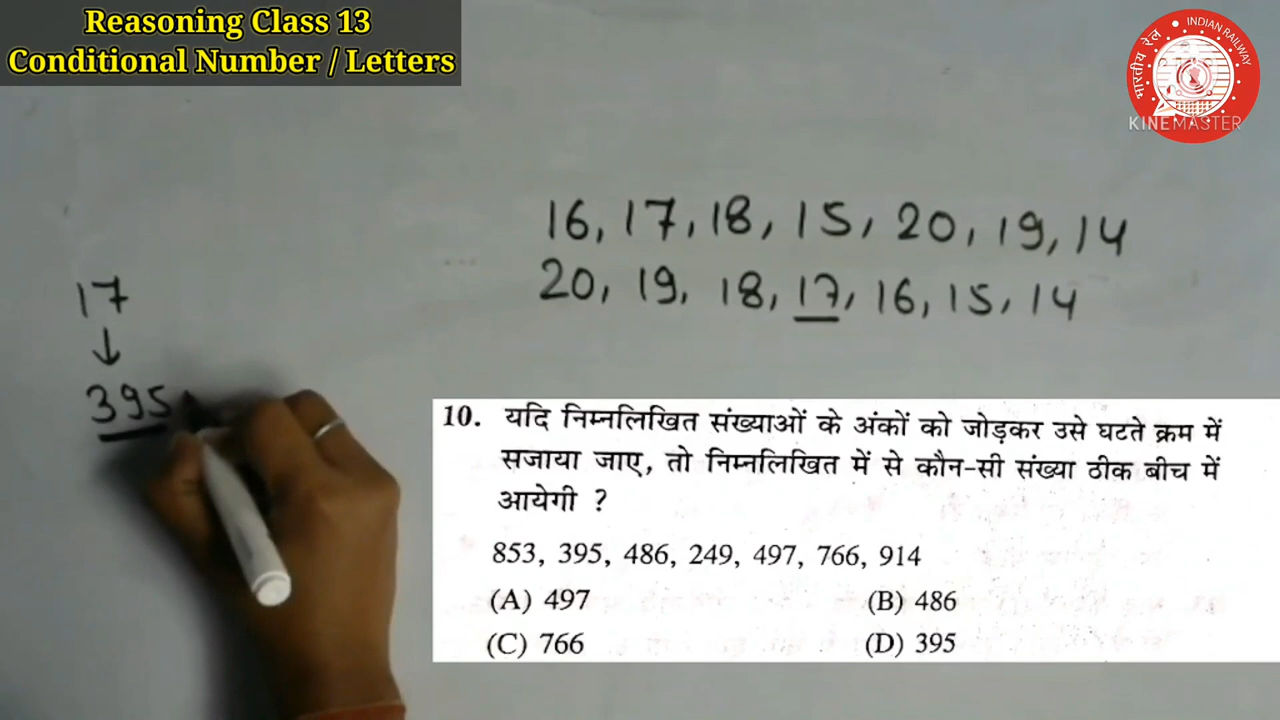 Reasoning Class 13
Conditional Number / Letters
भारतीय रेल
INDIAN RAILWAY
KINEMASTER
16, 17, 18, 15, 20, 19, 14
20, 19, 18, 17, 16, 15, 14
17
↓
395
10. यदि निम्नलिखित संख्याओं के अंकों को जोड़कर उसे घटते क्रम में
सजाया जाए, तो निम्नलिखित में से कौन-सी संख्या ठीक बीच में
आयेगी ?
853, 395, 486, 249, 497, 766, 914
(A) 497 (B) 486
(C) 766 (D) 395